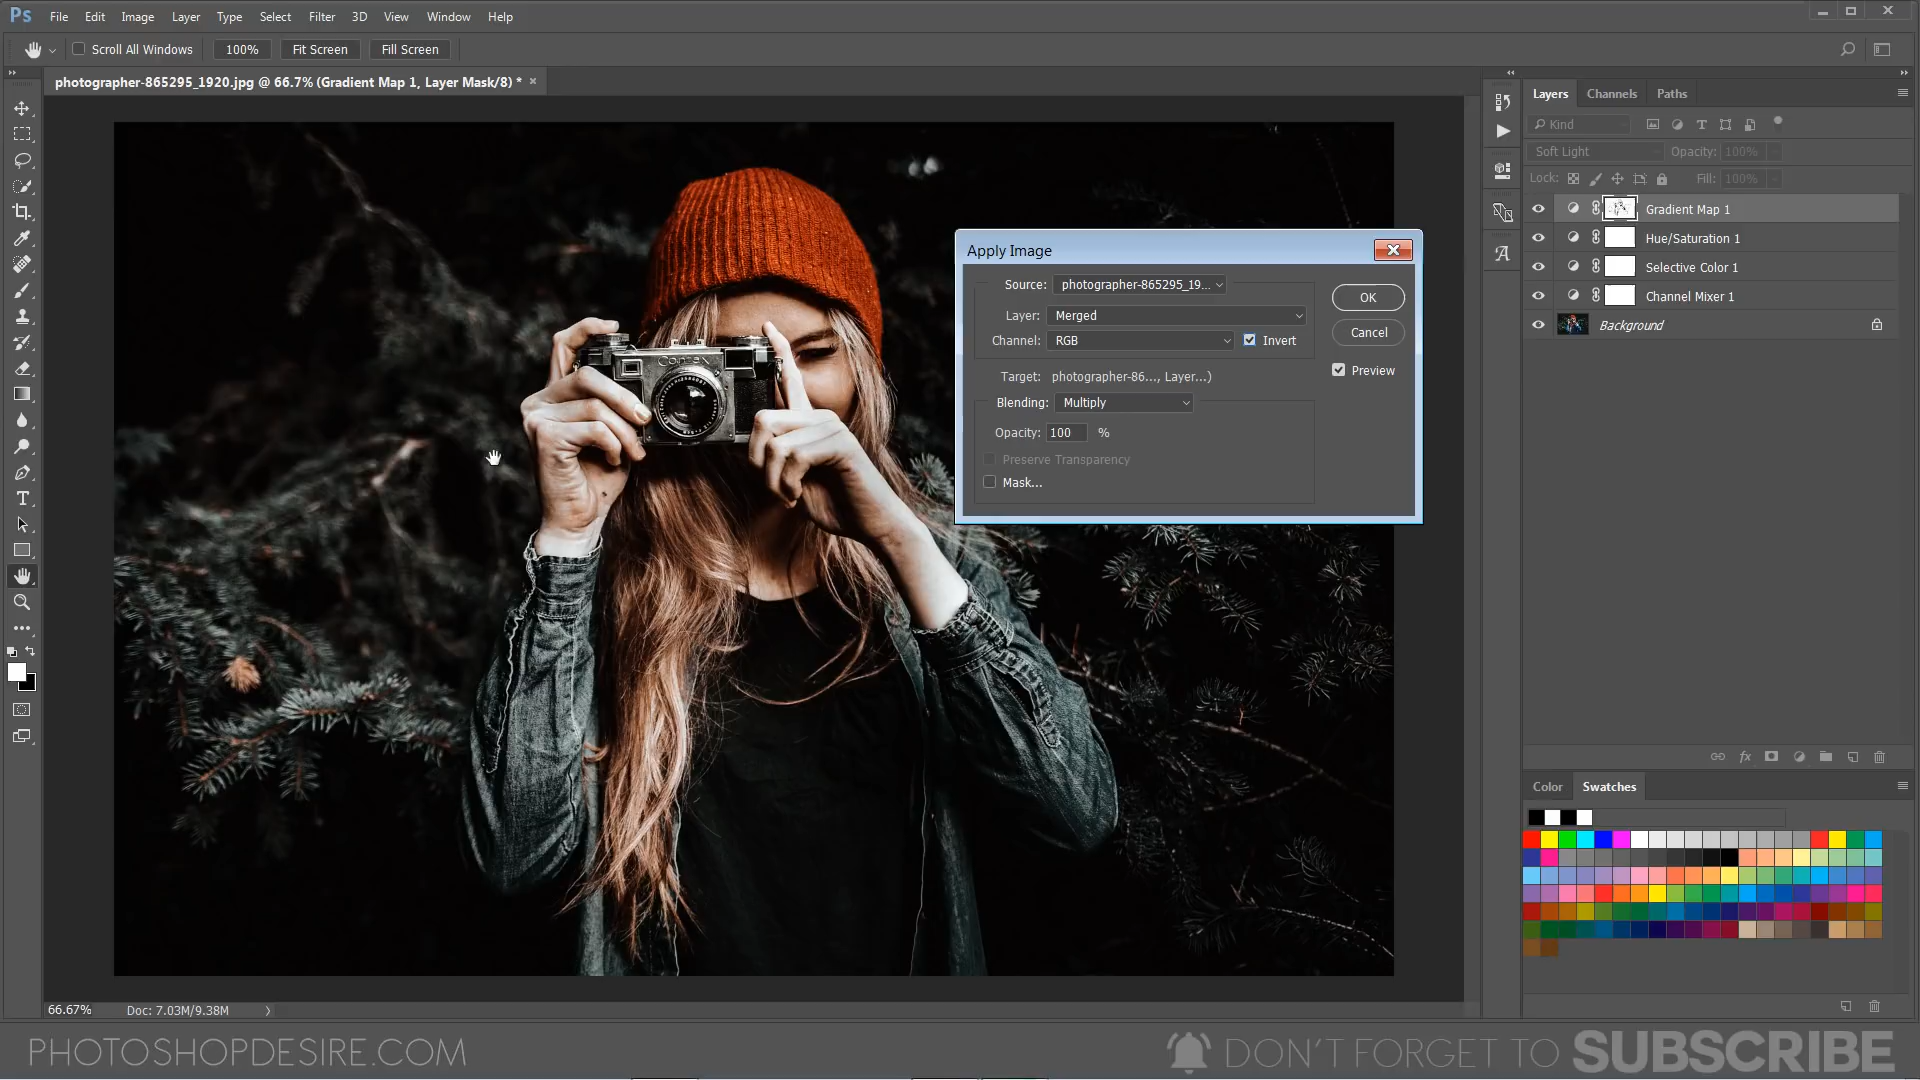 Ps File Edit Image Layer Type Select Filter 3D View Window Help
Scroll All Windows 100% Fit Screen Fill Screen
photographer-865295_1920.jpg @ 66.7% (Gradient Map 1, Layer Mask/8) *
Layers Channels Paths
Kind
Soft Light Opacity: 100%
Lock: Fill: 100%
Gradient Map 1
Hue/Saturation 1
Selective Color 1
Channel Mixer 1
Background
Apply Image
Source: photographer-865295_19...
OK
Layer: Merged
Cancel
Channel: RGB Invert
Preview
Target: photographer-86..., Layer...)
Blending: Multiply
Opacity: 100 %
Preserve Transparency
Mask...
Contax
Color Swatches
66.67% Doc: 7.03M/9.38M
PHOTOSHOPDESIRE.COM
DON'T FORGET TO SUBSCRIBE